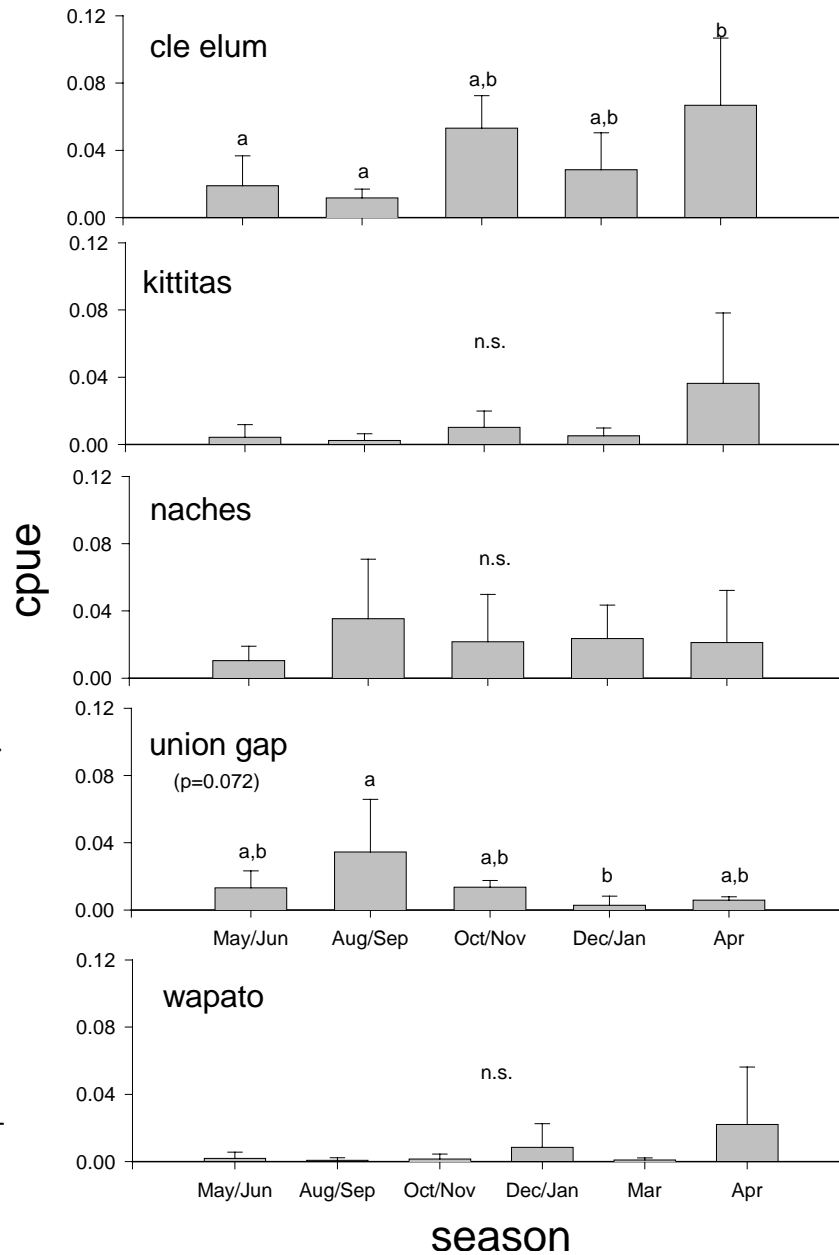 0.12
cle elum
b
a,b
0.08
a,b
a
a
0.04
0.00
0.12
kittitas
0.08
n.s.
0.04
0.00
0.12
naches
0.08
n.s.
0.04
0.00
cpue
0.12
union gap
(p=0.072)
0.08
a
a,b
a,b
b
a,b
0.04
0.00
May/Jun Aug/Sep Oct/Nov Dec/Jan Apr
0.12
wapato
0.08
n.s.
0.04
0.00
May/Jun Aug/Sep Oct/Nov Dec/Jan Mar Apr
season